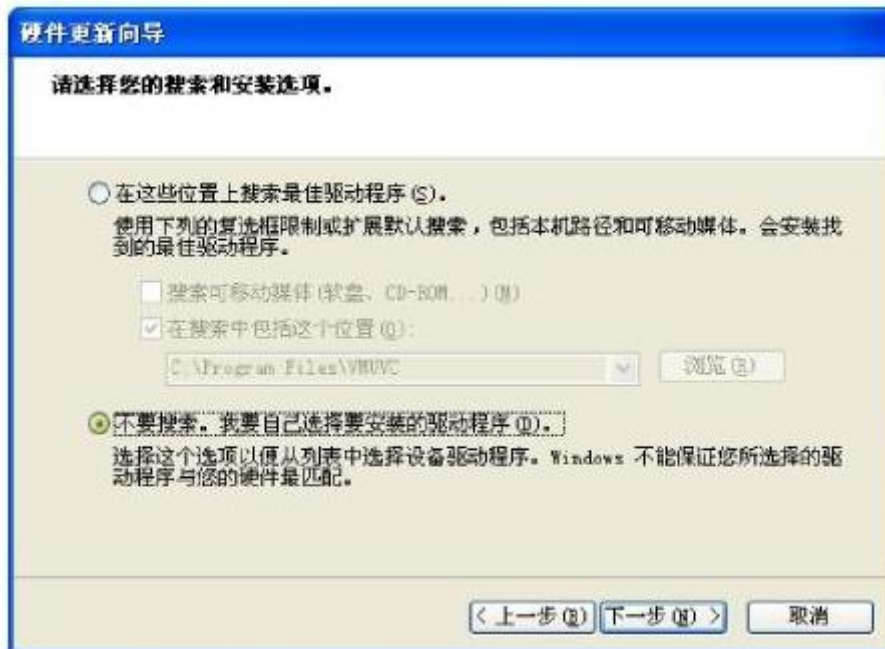 硬件更新向导
请选择您的搜索和安装选项。
在这些位置上搜索最佳驱动程序(S)。
使用下列的复选框限制或扩展默认搜索，包括本机路径和可移动媒体。会安装找
到的最佳驱动程序。
搜索可移动媒体(软盘、CD-ROM...)(M)
在搜索中包括这个位置(O):
C:\Program Files\VMUVC
浏览(R)
不要搜索。我要自己选择要安装的驱动程序(D)。
选择这个选项以便从列表中选择设备驱动程序。Windows 不能保证您所选择的驱
动程序与您的硬件最匹配。
< 上一步(B) 下一步(N) > 取消